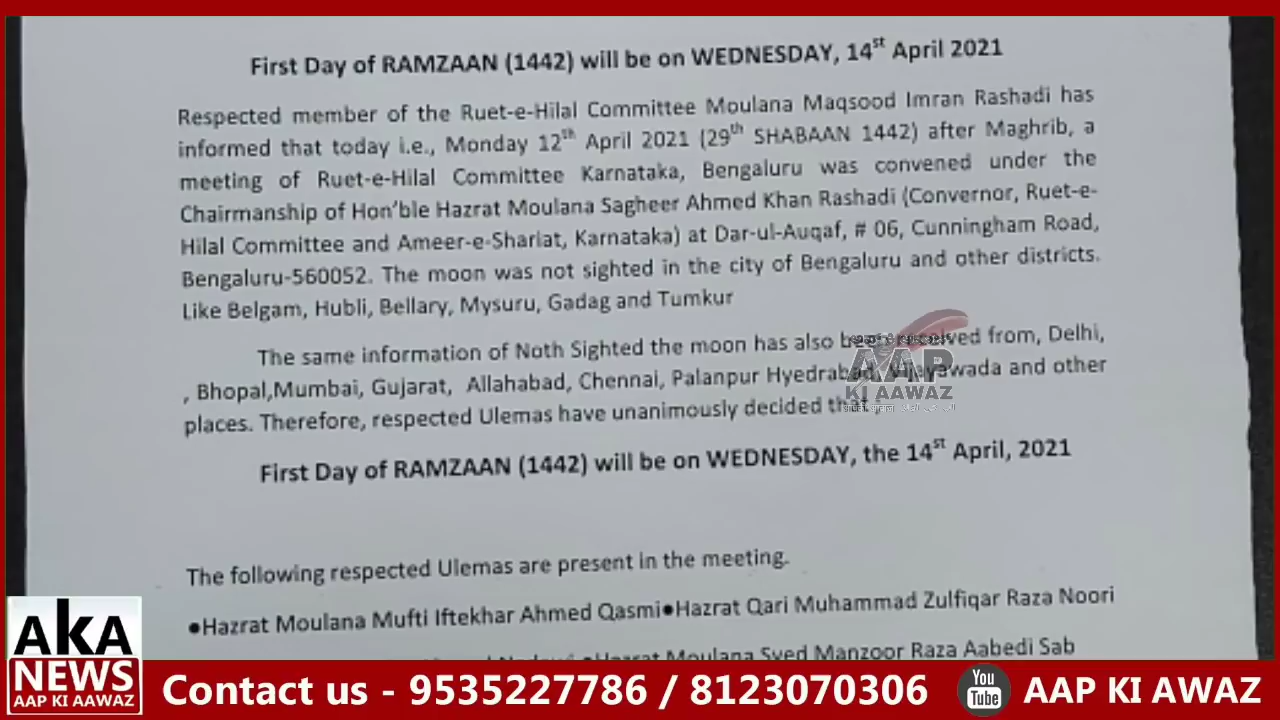 First Day of RAMZAAN (1442) will be on WEDNESDAY, 14st April 2021
Respected member of the Ruet-e-Hilal Committee Moulana Maqsood Imran Rashadi has
informed that today i.e., Monday 12th April 2021 (29th SHABAAN 1442) after Maghrib, a
meeting of Ruet-e-Hilal Committee Karnataka, Bengaluru was convened under the
Chairmanship of Hon'ble Hazrat Moulana Sagheer Ahmed Khan Rashadi (Convernor, Ruet-e-
Hilal Committee and Ameer-e-Shariat, Karnataka) at Dar-ul-Auqaf, # 06, Cunningham Road,
Bengaluru-560052. The moon was not sighted in the city of Bengaluru and other districts.
Like Belgam, Hubli, Bellary, Mysuru, Gadag and Tumkur
The same information of Noth Sighted the moon has also been received from, Delhi,
, Bhopal,Mumbai, Gujarat, Allahabad, Chennai, Palanpur Hyedrabad, Vijayawada and other
places. Therefore, respected Ulemas have unanimously decided that
AAP
KI AAWAZ
First Day of RAMZAAN (1442) will be on WEDNESDAY, the 14st April, 2021
The following respected Ulemas are present in the meeting.
●Hazrat Moulana Mufti Iftekhar Ahmed Qasmi●Hazrat Qari Muhammad Zulfiqar Raza Noori
●Hazrat Moulana Syed Manzoor Raza Aabedi Sab
aKA
NEWS
AAP KI AAWAZ
Contact us - 9535227786 / 8123070306
You
Tube
AAP KI AWAZ